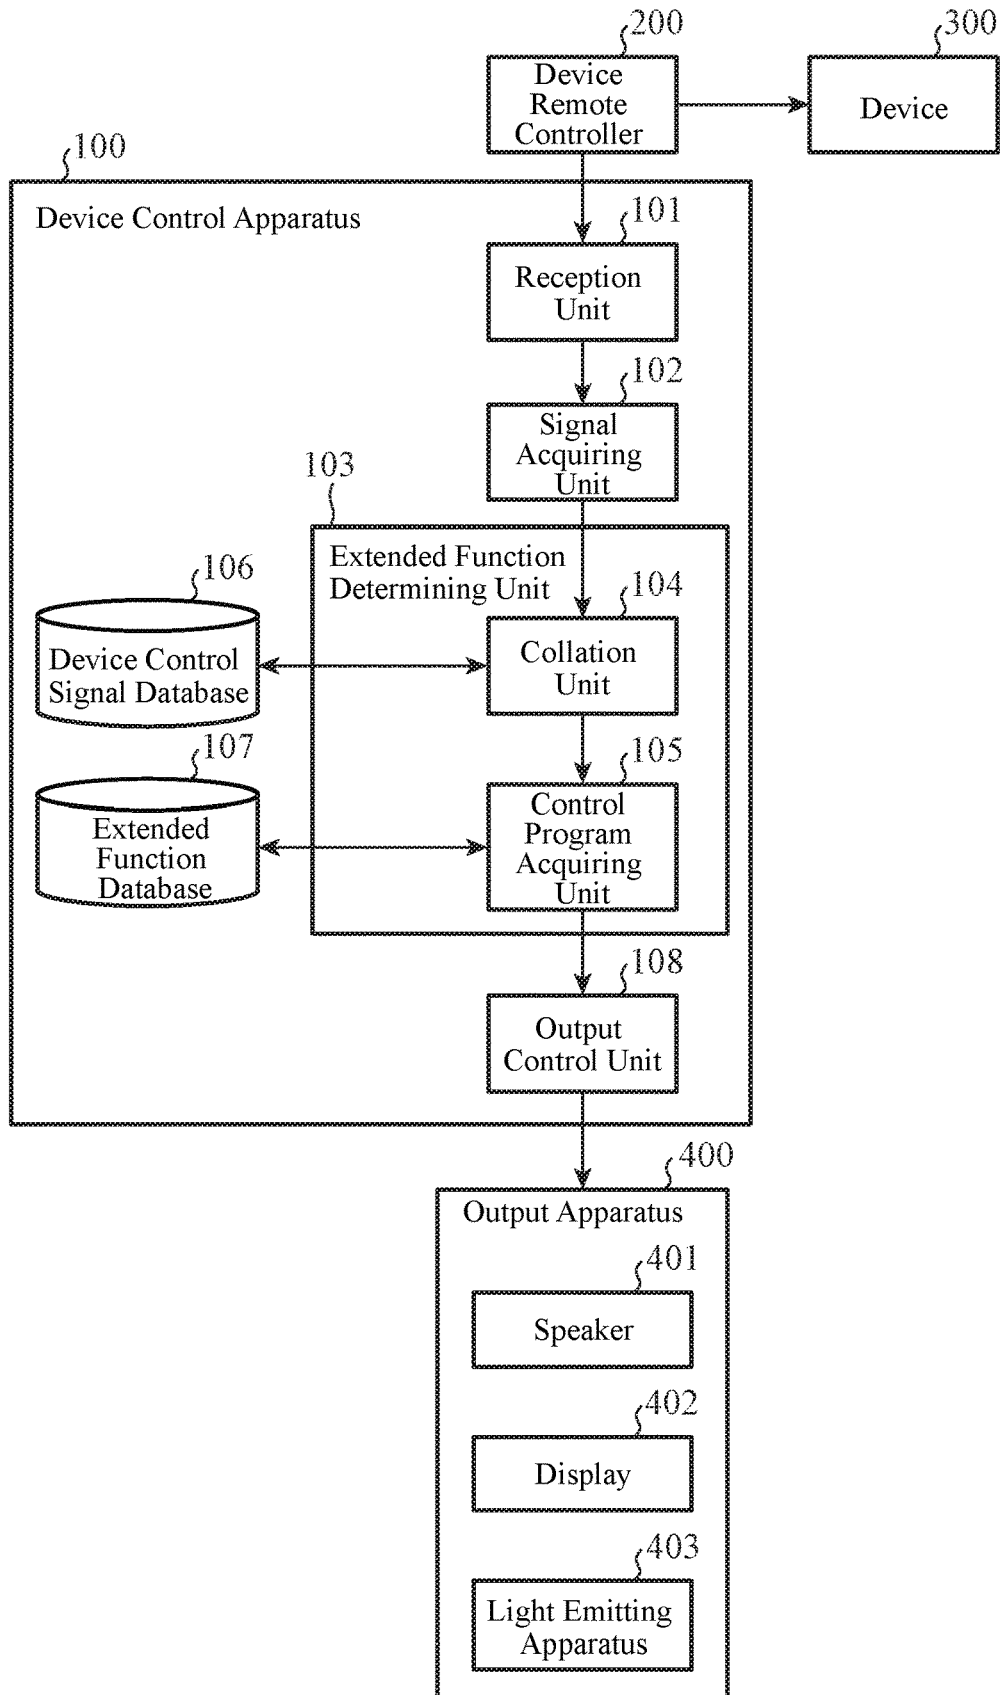 200
300
Device
Remote
Controller
Device
100
Device Control Apparatus
101
Reception
Unit
102
Signal
Acquiring
Unit
103
Extended Function
Determining Unit
106
104
Device Control
Signal Database
Collation
Unit
107
105
Extended
Function
Database
Control
Program
Acquiring
Unit
108
Output
Control Unit
400
Output Apparatus
401
Speaker
402
Display
403
Light Emitting
Apparatus